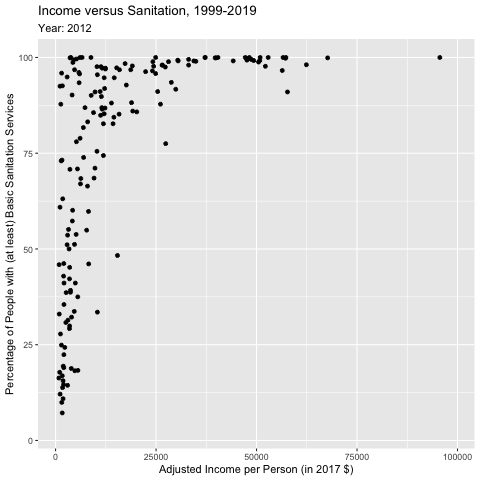 Income versus Sanitation, 1999-2019
Year: 2012
Percentage of People with (at least) Basic Sanitation Services
100
75
50
25
0
0
25000
50000
75000
100000
Adjusted Income per Person (in 2017 $)